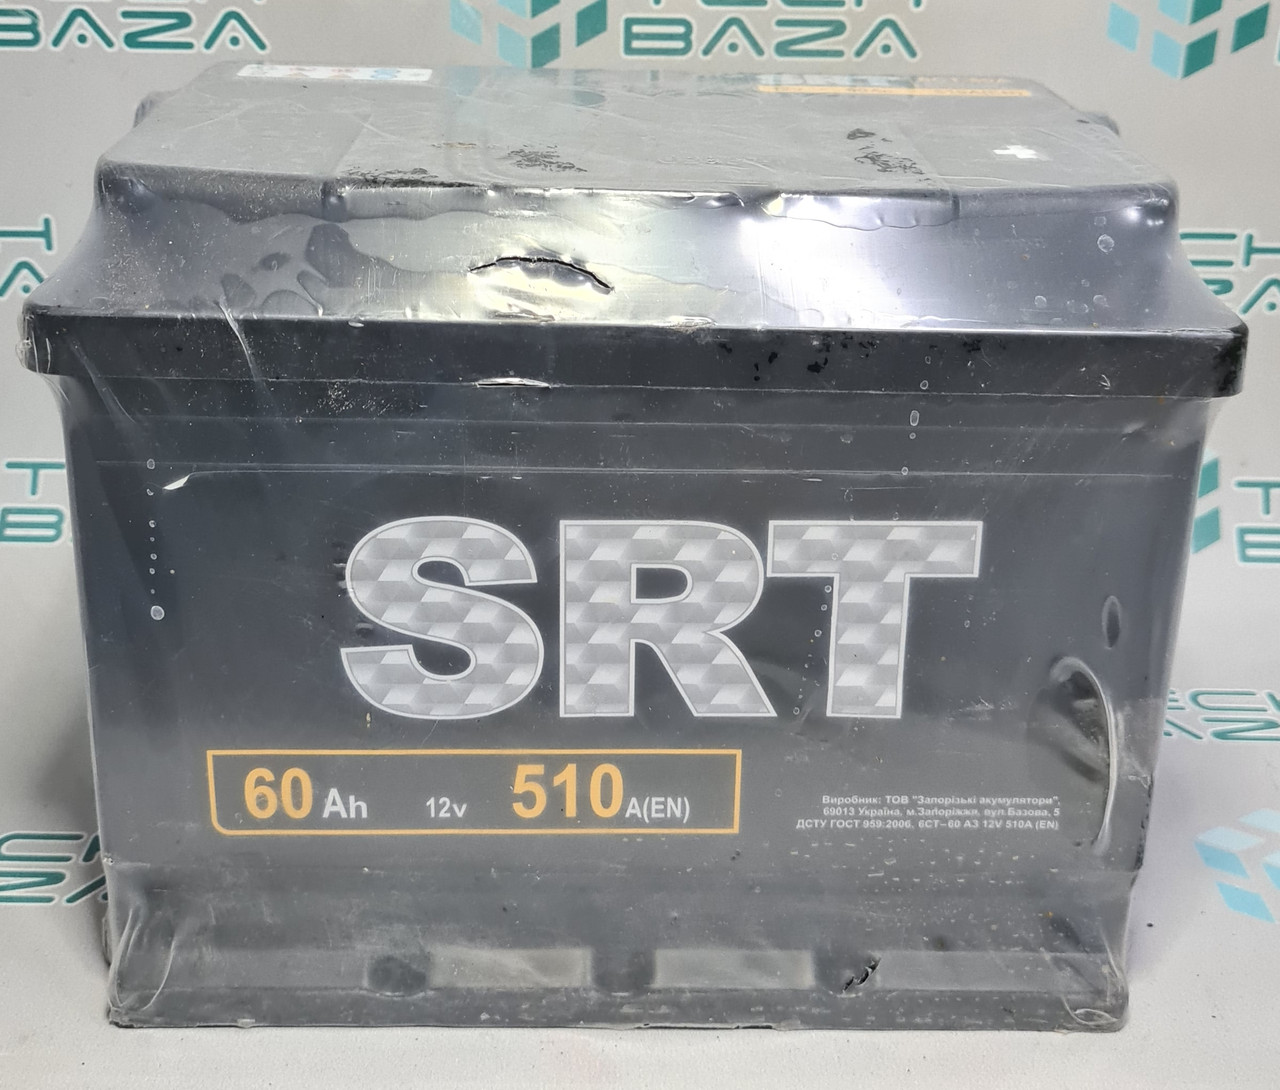 BAZA
BAZA
SRT
60 Ah 12v 510 A(EN)
Виробник: ТОВ "Запорізькі акумулятори",
69013 Україна, м.Запоріжжя, вул.Базова, 5
ДСТУ ГОСТ 959:2006, 6СТ-60 АЗ 12V 510A (EN)